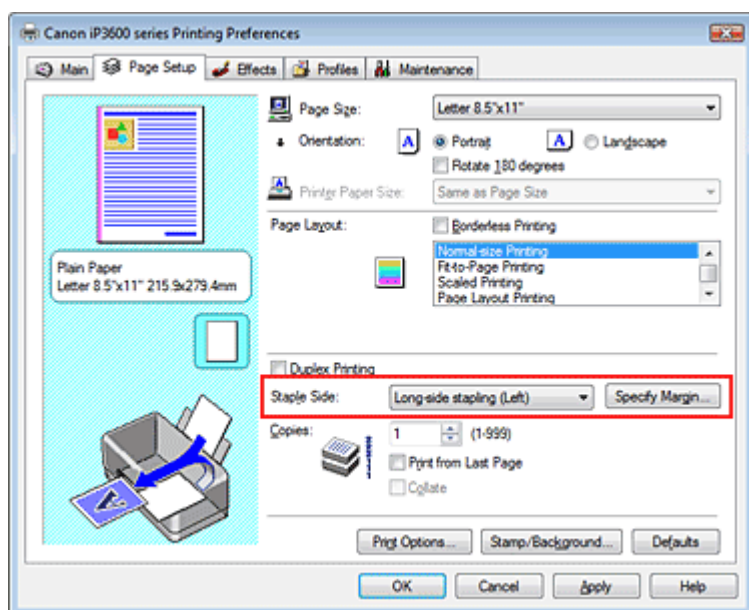 Canon iP3600 series Printing Preferences
Main Page Setup Effects Profiles Maintenance
Page Size: Letter 8.5"x11"
Orientation: A Portrait A Landscape
Rotate 180 degrees
Printer Paper Size: Same as Page Size
Page Layout: Borderless Printing
Normal-size Printing
Fit-to-Page Printing
Scaled Printing
Page Layout Printing
Plain Paper
Letter 8.5"x11" 215.9x279.4mm
Duplex Printing
Staple Side: Long-side stapling (Left) Specify Margin...
Copies: 1 (1-999)
Print from Last Page
Collate
Print Options... Stamp/Background... Defaults
OK Cancel Apply Help